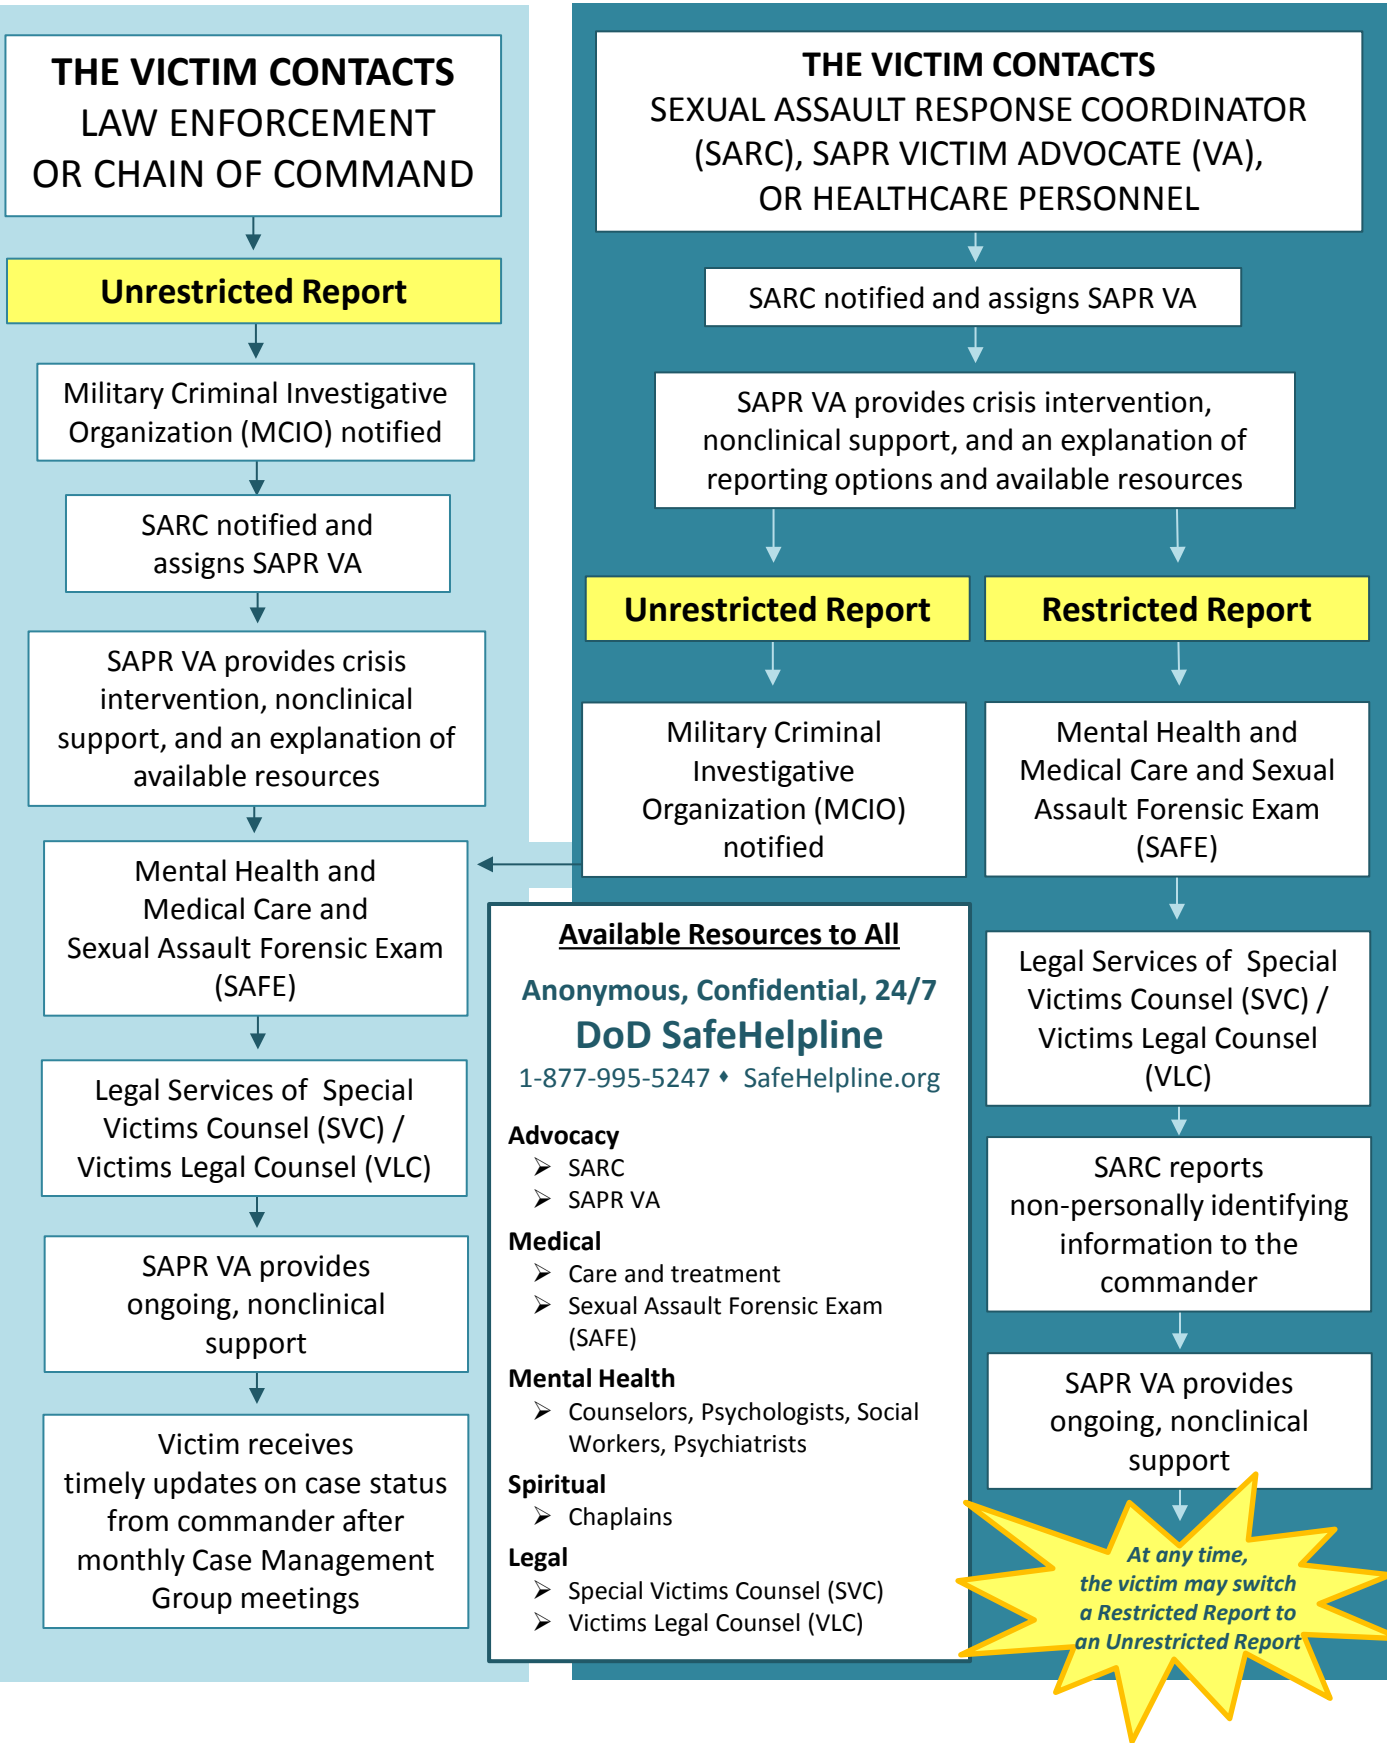 THE VICTIM CONTACTS
LAW ENFORCEMENT
OR CHAIN OF COMMAND
Unrestricted Report
Military Criminal Investigative
Organization (MCIO) notified
SARC notified and
assigns SAPR VA
SAPR VA provides crisis
intervention, nonclinical
support, and an explanation of
available resources
Mental Health and
Medical Care and
Sexual Assault Forensic Exam
(SAFE)
Legal Services of  Special
Victims Counsel (SVC) /
Victims Legal Counsel (VLC)
SAPR VA provides
ongoing, nonclinical
support
Victim receives
timely updates on case status
from commander after
monthly Case Management
Group meetings
THE VICTIM CONTACTS
SEXUAL ASSAULT RESPONSE COORDINATOR
(SARC), SAPR VICTIM ADVOCATE (VA),
OR HEALTHCARE PERSONNEL
SARC notified and assigns SAPR VA
SAPR VA provides crisis intervention,
nonclinical support, and an explanation of
reporting options and available resources
Unrestricted Report
Military Criminal
Investigative
Organization (MCIO)
notified
Restricted Report
Mental Health and
Medical Care and Sexual
Assault Forensic Exam
(SAFE)
Legal Services of  Special
Victims Counsel (SVC) /
Victims Legal Counsel
(VLC)
SARC reports
non-personally identifying
information to the
commander
SAPR VA provides
ongoing, nonclinical
support
At any time,
the victim may switch
a Restricted Report to
an Unrestricted Report
Available Resources to All
Anonymous, Confidential, 24/7
DoD SafeHelpline
1-877-995-5247 ⬩ SafeHelpline.org
Advocacy
➢ SARC
➢ SAPR VA
Medical
➢ Care and treatment
➢ Sexual Assault Forensic Exam
(SAFE)
Mental Health
➢ Counselors, Psychologists, Social
Workers, Psychiatrists
Spiritual
➢ Chaplains
Legal
➢ Special Victims Counsel (SVC)
➢ Victims Legal Counsel (VLC)